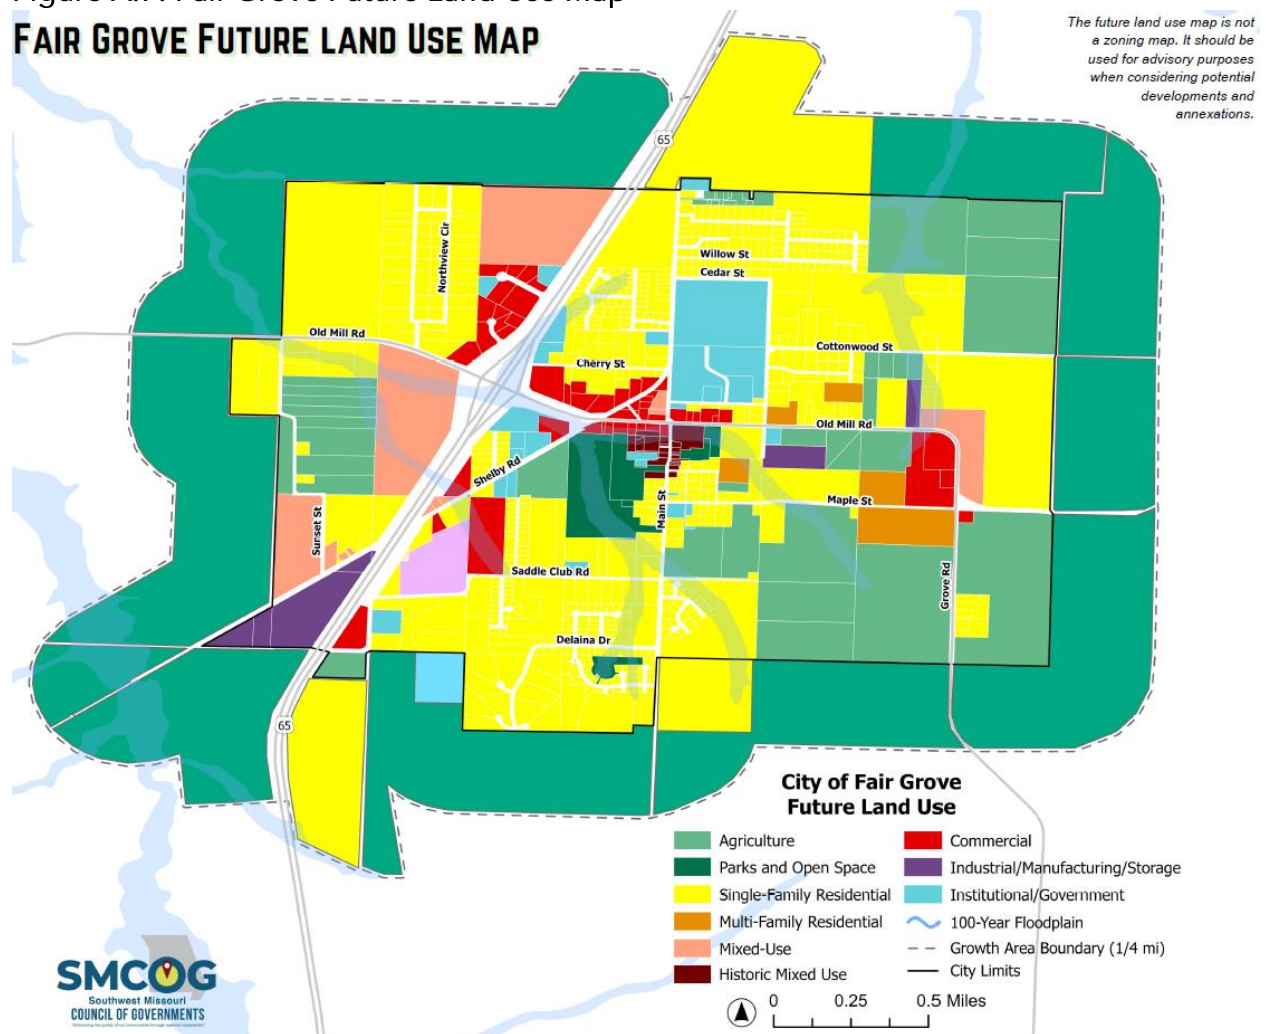 FAIR GROVE FUTURE LAND USE MAP
The future land use map is not
a zoning map. It should be
used for advisory purposes
when considering potential
developments and
annexations.
65
Northview Cir
Willow St
Cedar St
Old Mill Rd
Cherry St
Cottonwood St
Old Mill Rd
Shelby Rd
Main St
Maple St
Sunset St
Saddle Club Rd
Grove Rd
Delaina Dr
65
City of Fair Grove
Future Land Use
Agriculture
Parks and Open Space
Single-Family Residential
Multi-Family Residential
Mixed-Use
Historic Mixed Use
Commercial
Industrial/Manufacturing/Storage
Institutional/Government
100-Year Floodplain
Growth Area Boundary (1/4 mi)
City Limits
0 0.25 0.5 Miles
SMCOG
Southwest Missouri
COUNCIL OF GOVERNMENTS